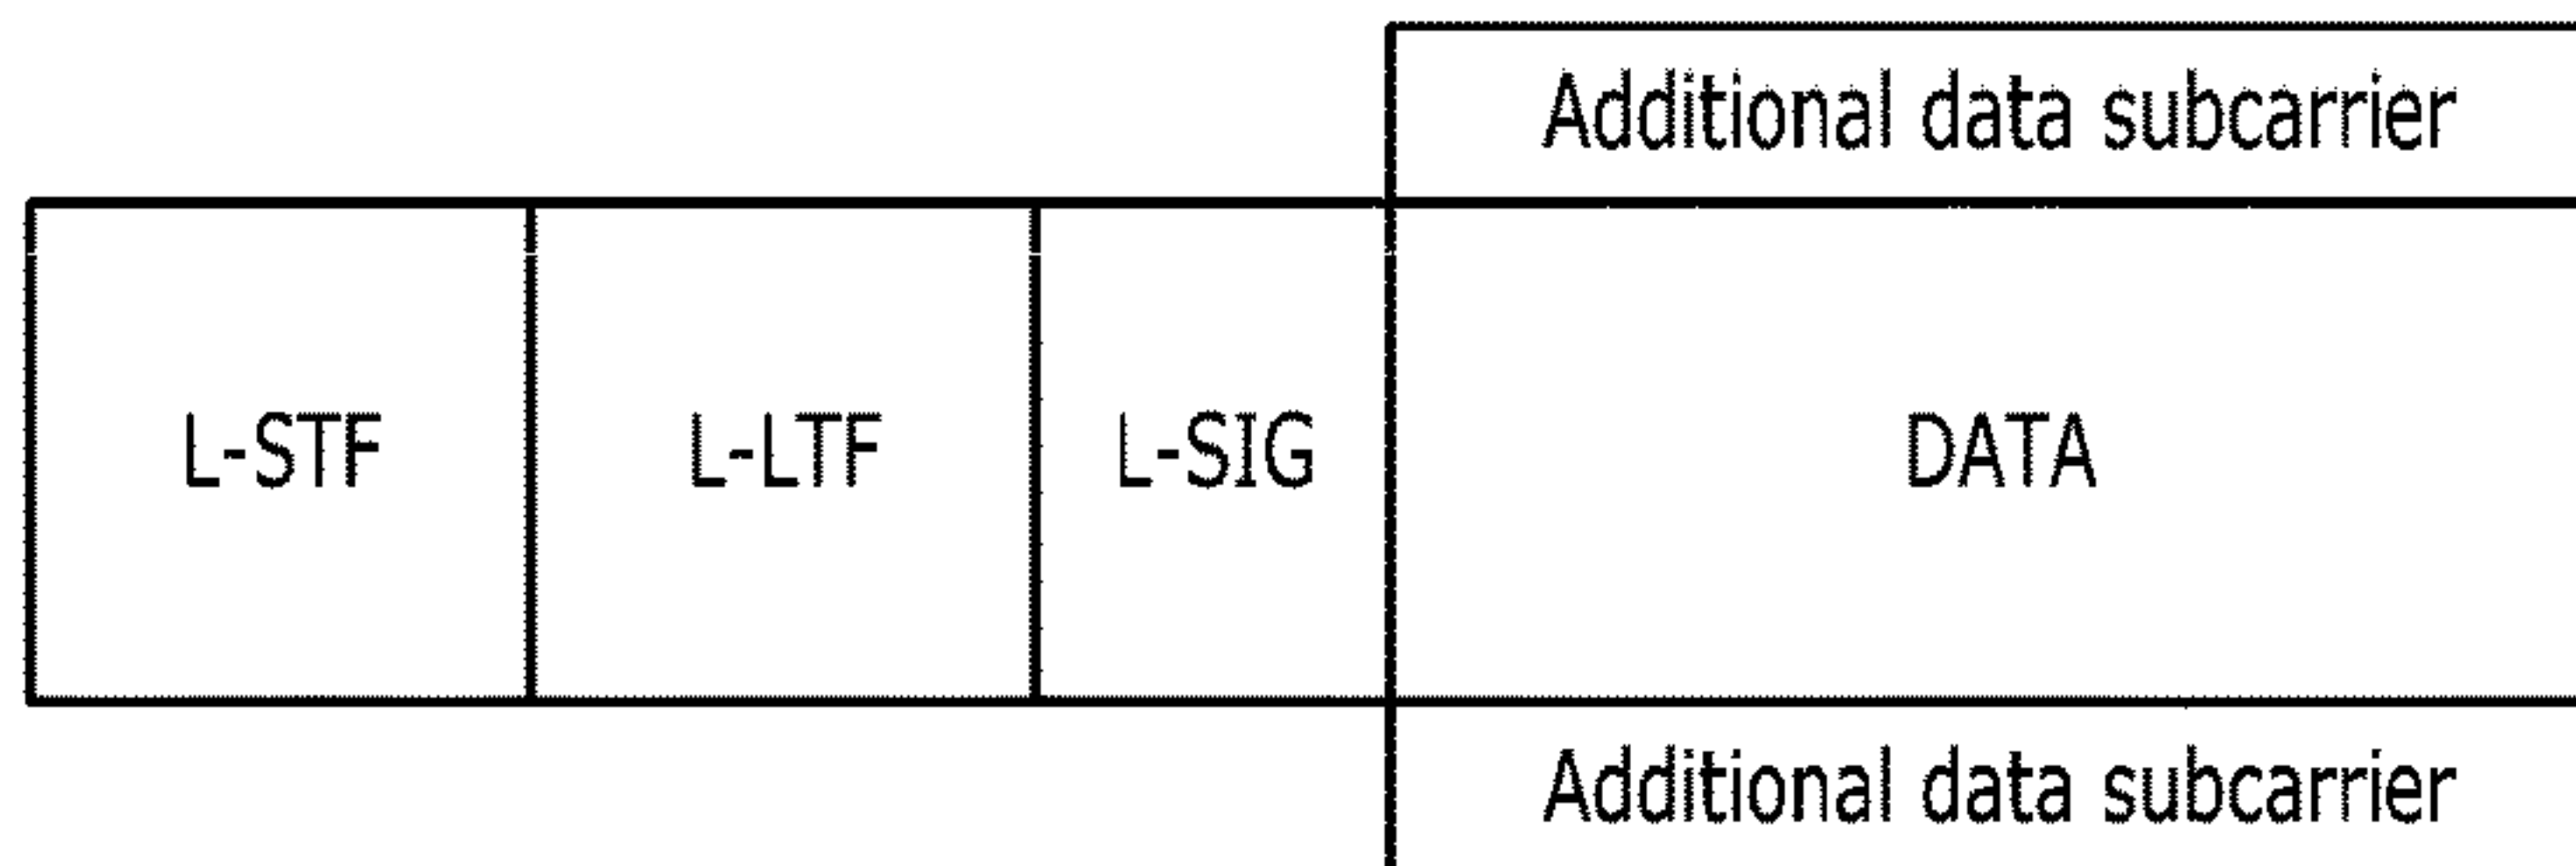 Additional data subcarrier
L-STF
L-LTF
L-SIG
DATA
Additional data subcarrier